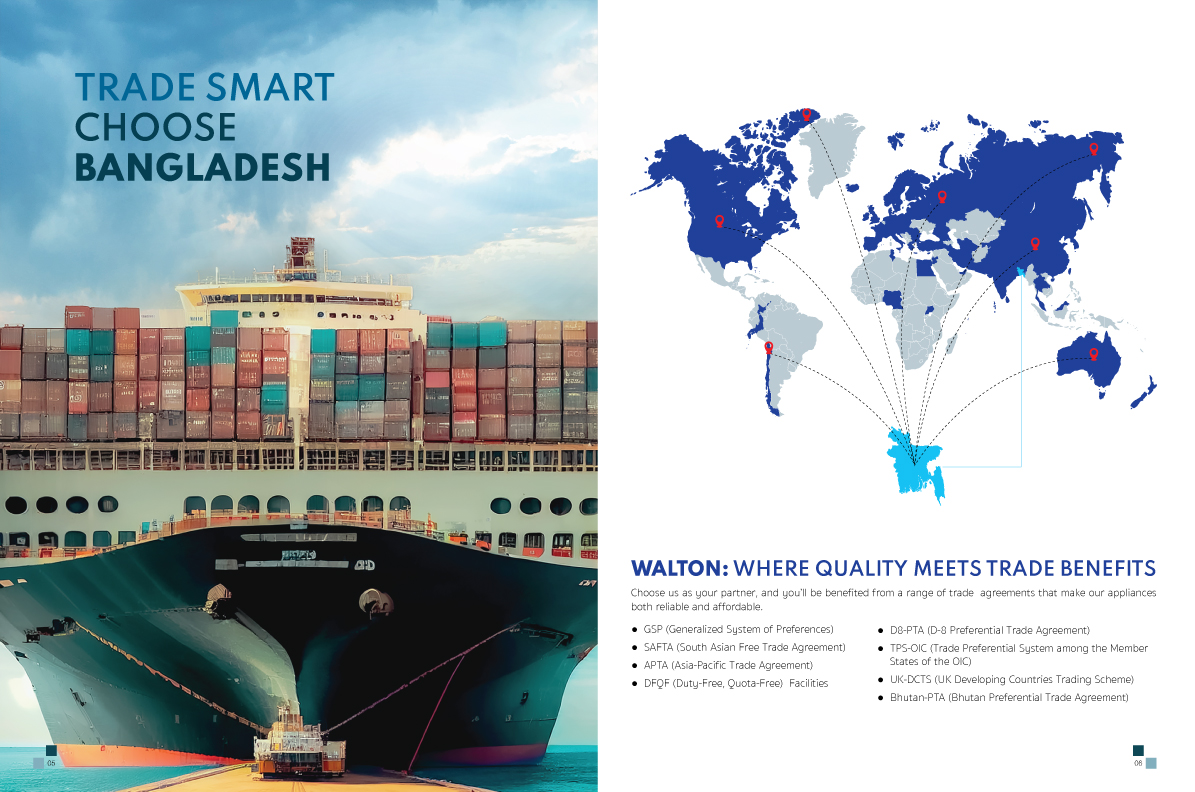 TRADE SMART
CHOOSE
BANGLADESH
05
WALTON: WHERE QUALITY MEETS TRADE BENEFITS
Choose us as your partner, and you'll be benefited from a range of trade agreements that make our appliances
both reliable and affordable.
● GSP (Generalized System of Preferences)
● SAFTA (South Asian Free Trade Agreement)
● APTA (Asia-Pacific Trade Agreement)
● DFQF (Duty-Free, Quota-Free) Facilities
● D8-PTA (D-8 Preferential Trade Agreement)
● TPS-OIC (Trade Preferential System among the Member
States of the OIC)
● UK-DCTS (UK Developing Countries Trading Scheme)
● Bhutan-PTA (Bhutan Preferential Trade Agreement)
06